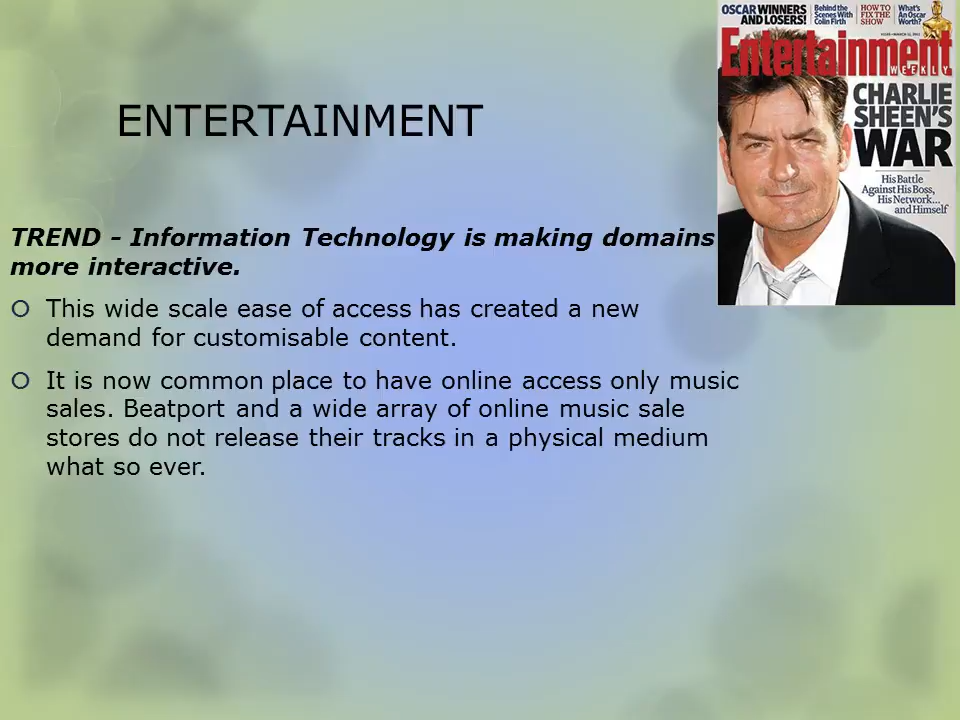 OSCAR WINNERS
AND LOSERS!
Behind the
Scenes With
Colin Firth
HOW TO
FIX THE
SHOW
What's
An Oscar
Worth?
Entertainment
WEEKLY
CHARLIE
SHEEN'S
WAR
His Battle
Against His Boss,
His Network...
and Himself
ENTERTAINMENT
TREND - Information Technology is making domains
more interactive.
This wide scale ease of access has created a new
demand for customisable content.
It is now common place to have online access only music
sales. Beatport and a wide array of online music sale
stores do not release their tracks in a physical medium
what so ever.